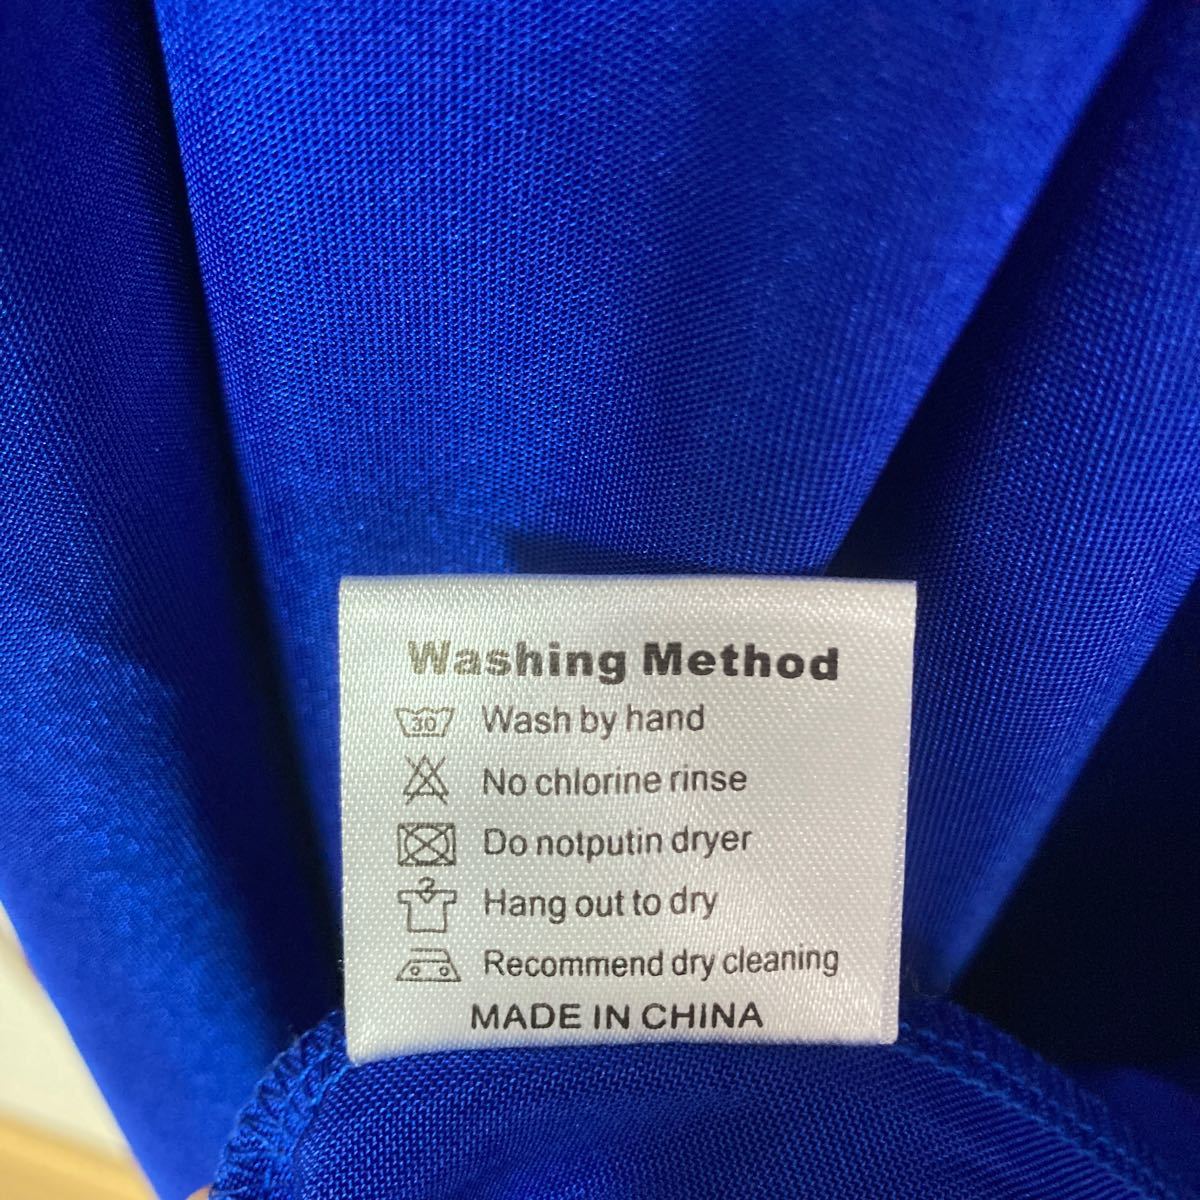 Washing Method
30 Wash by hand
No chlorine rinse
Do notputin dryer
Hang out to dry
Recommend dry cleaning
MADE IN CHINA